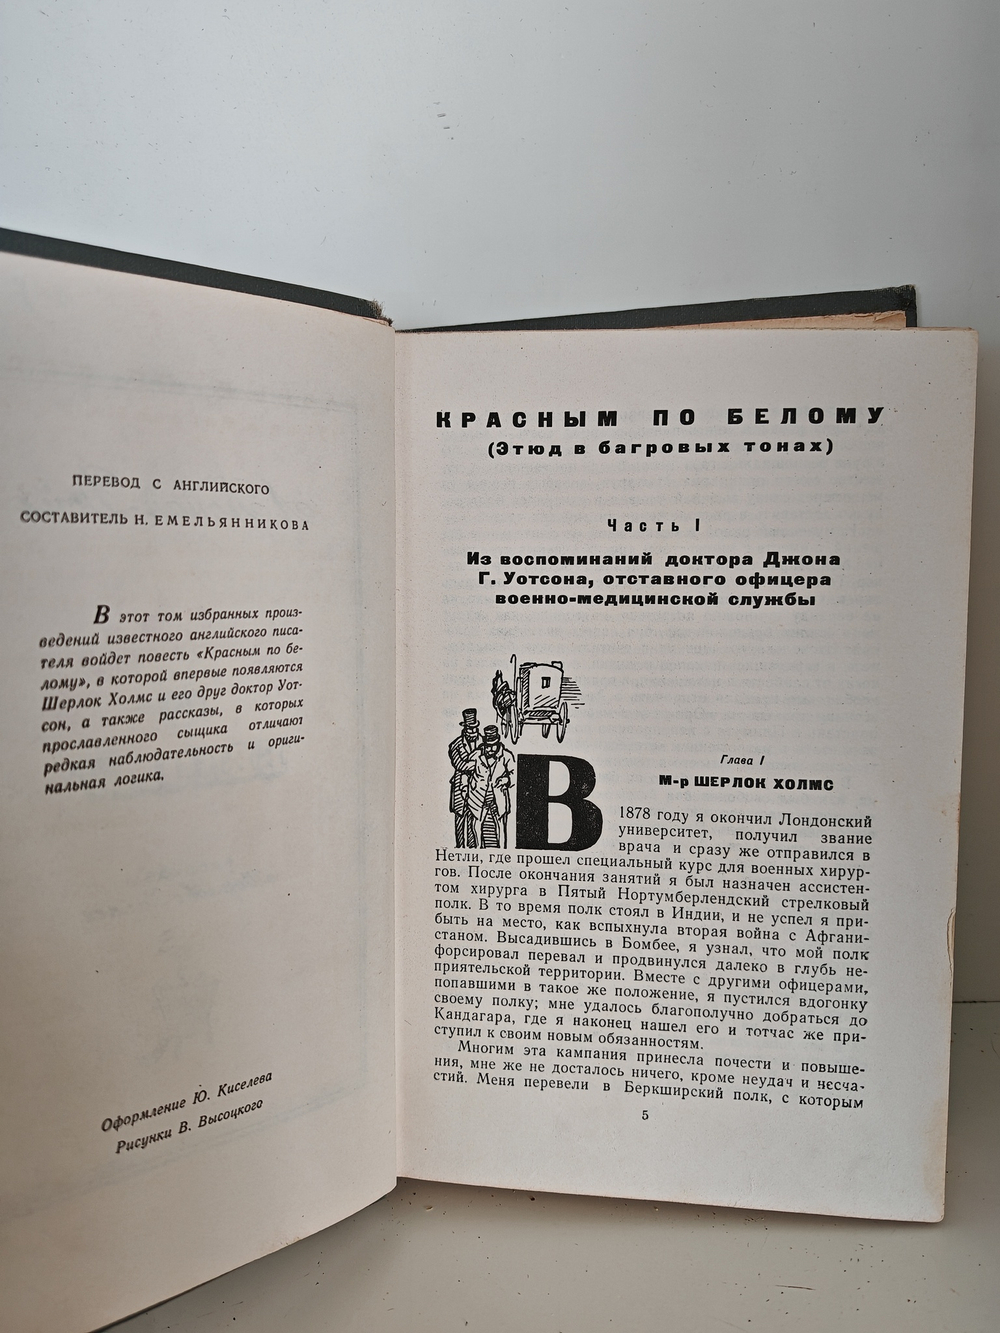 ПЕРЕВОД С АНГЛИЙСКОГО
СОСТАВИТЕЛЬ Н. ЕМЕЛЬЯННИКОВА
В этот том избранных произ-
ведений известного английского писа-
теля войдет повесть «Красным по бе-
лому», в которой впервые появляются
Шерлок Холмс и его друг доктор Уот-
сон, а также рассказы, в которых
прославленного сыщика отличают
редкая наблюдательность и ориги-
нальная логика.
Оформление Ю. Киселева
Рисунки В. Высоцкого
КРАСНЫМ ПО БЕЛОМУ
(Этюд в багровых тонах)
Часть I
Из воспоминаний доктора Джона
Г. Уотсона, отставного офицера
военно-медицинской службы
Глава I
М-р ШЕРЛОК ХОЛМС
В 1878 году я окончил Лондонский
университет, получил звание
врача и сразу же отправился в
Нетли, где прошел специальный курс для военных хирур-
гов. После окончания занятий я был назначен ассистен-
том хирурга в Пятый Нортумберлендский стрелковый
полк. В то время полк стоял в Индии, и не успел я при-
быть на место, как вспыхнула вторая война с Афгани-
станом. Высадившись в Бомбее, я узнал, что мой полк
форсировал перевал и продвинулся далеко в глубь не-
приятельской территории. Вместе с другими офицерами,
попавшими в такое же положение, я пустился вдогонку
своему полку; мне удалось благополучно добраться до
Кандагара, где я наконец нашел его и тотчас же при-
ступил к своим новым обязанностям.
Многим эта кампания принесла почести и повыше-
ния, мне же не досталось ничего, кроме неудач и несча-
стий. Меня перевели в Беркширский полк, с которым
5